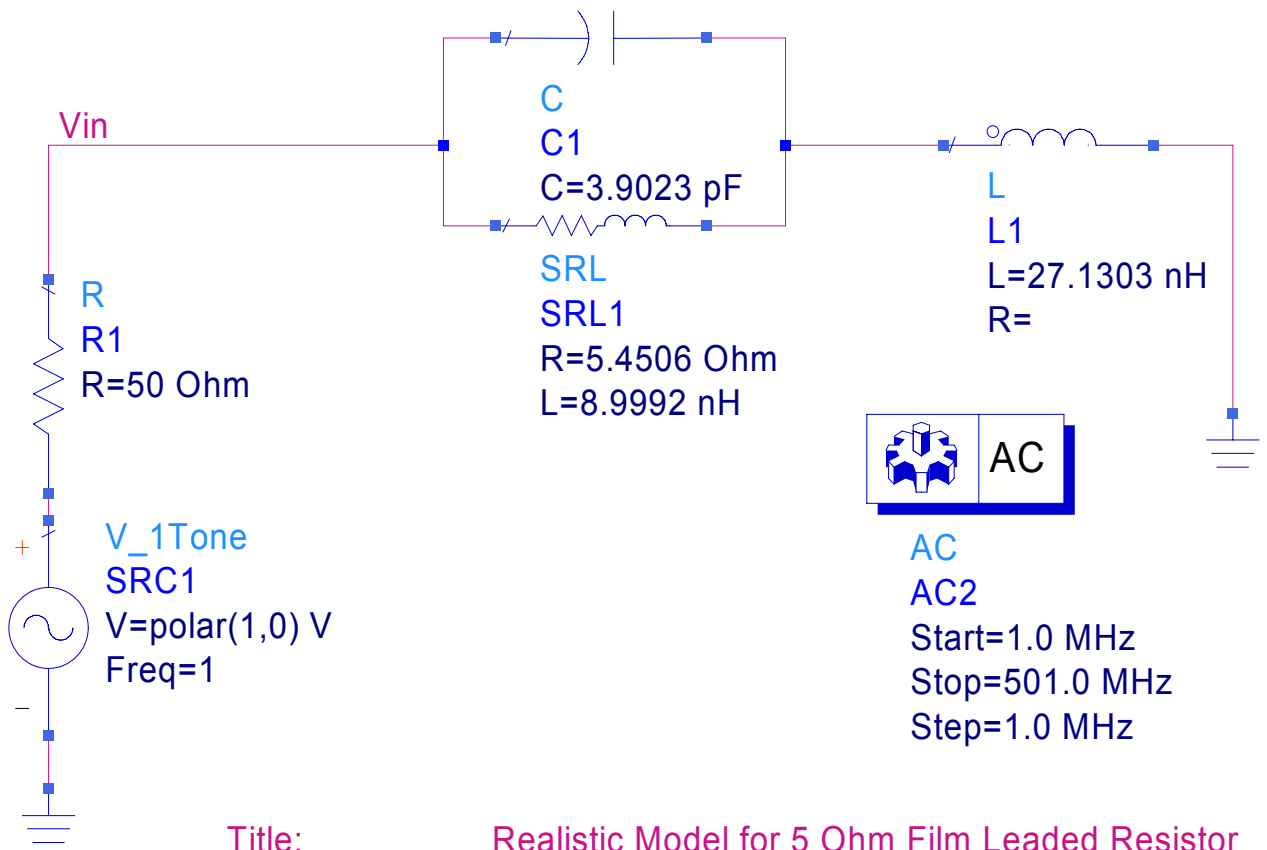 Vin
C
C1
C=3.9023 pF
SRL
SRL1
R=5.4506 Ohm
L=8.9992 nH
L
L1
L=27.1303 nH
R=
R
R1
R=50 Ohm
AC
+
V_1Tone
SRC1
V=polar(1,0) V
Freq=1
–
AC
AC2
Start=1.0 MHz
Stop=501.0 MHz
Step=1.0 MHz
Title: Realistic Model for 5 Ohm Film Leaded Resistor